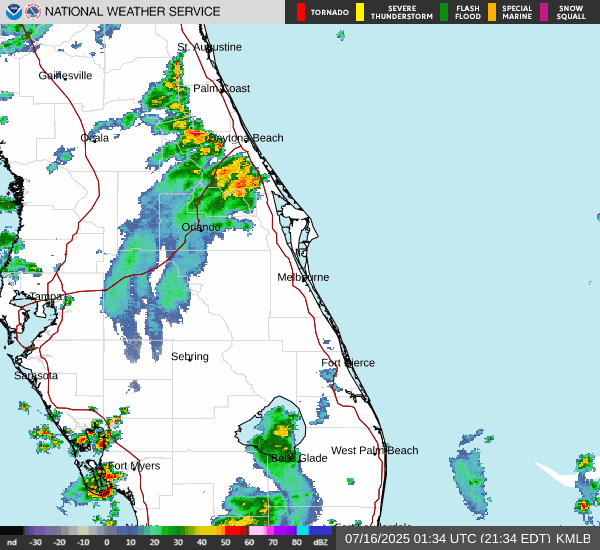 NATIONAL WEATHER SERVICE
TORNADO
SEVERE THUNDERSTORM
FLASH FLOOD
SPECIAL MARINE
SNOW SQUALL
St. Augustine
Gainesville
Palm Coast
Ocala
Daytona Beach
Orlando
Melbourne
Tampa
Sebring
Fort Pierce
Sarasota
West Palm Beach
Belle Glade
Fort Myers
nd -30 -20 -10 0 10 20 30 40 50 60 70 80 dBZ
07/16/2025 01:34 UTC (21:34 EDT) KMLB